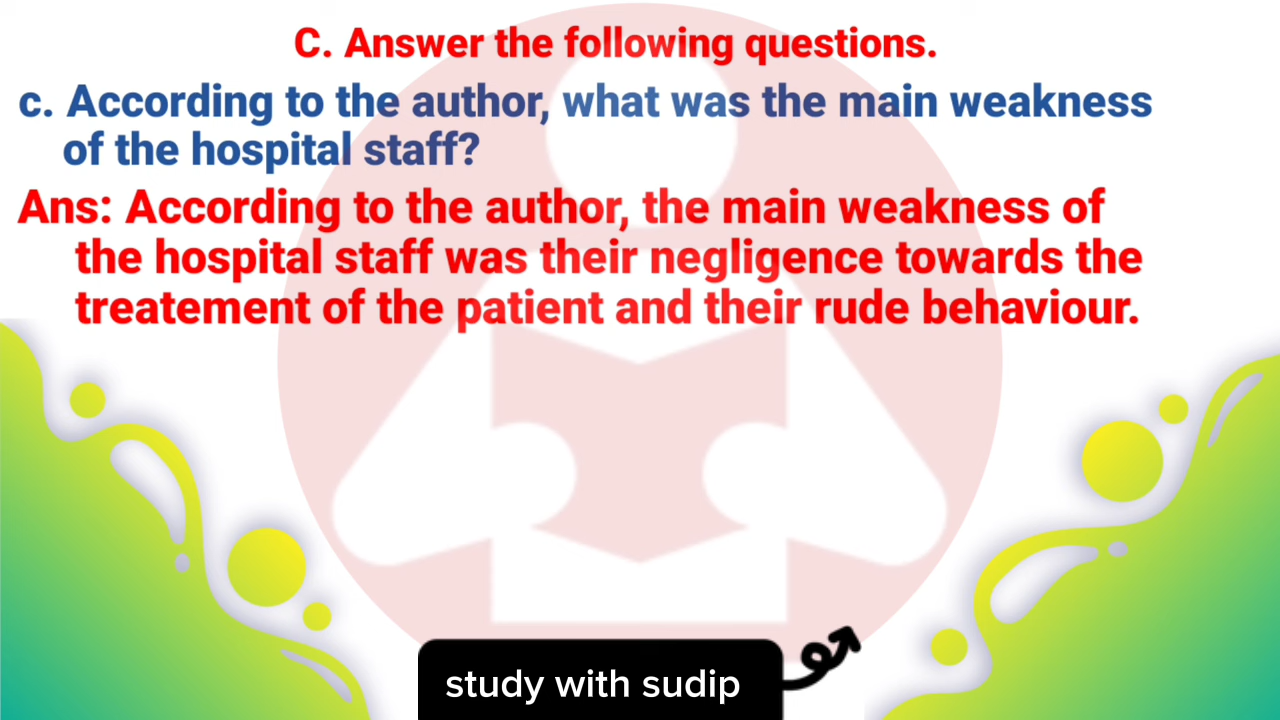 C. Answer the following questions.
c. According to the author, what was the main weakness
of the hospital staff?
Ans: According to the author, the main weakness of
the hospital staff was their negligence towards the
treatement of the patient and their rude behaviour.
study with sudip